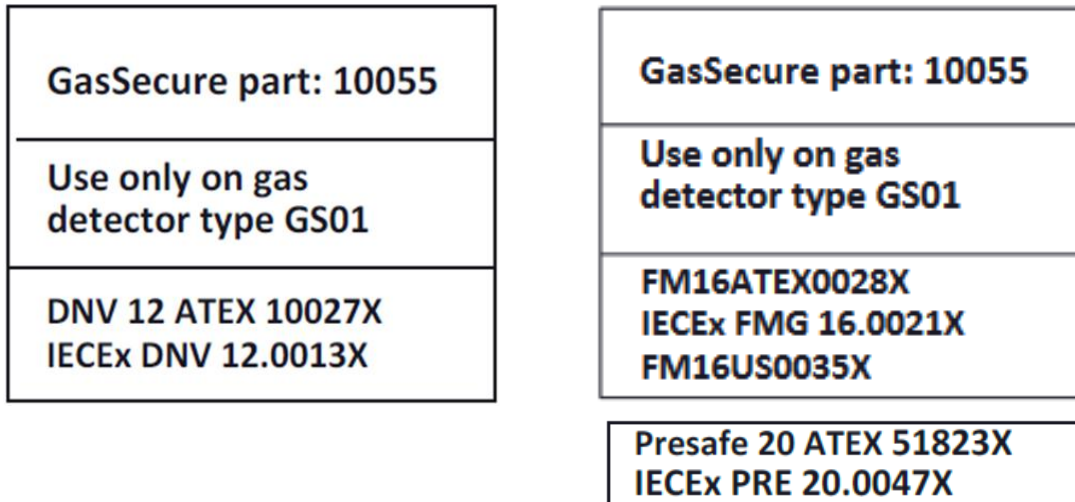 GasSecure part: 10055
Use only on gas
detector type GS01
DNV 12 ATEX 10027X
IECEx DNV 12.0013X
GasSecure part: 10055
Use only on gas
detector type GS01
FM16ATEX0028X
IECEx FMG 16.0021X
FM16US0035X
Presafe 20 ATEX 51823X
IECEx PRE 20.0047X